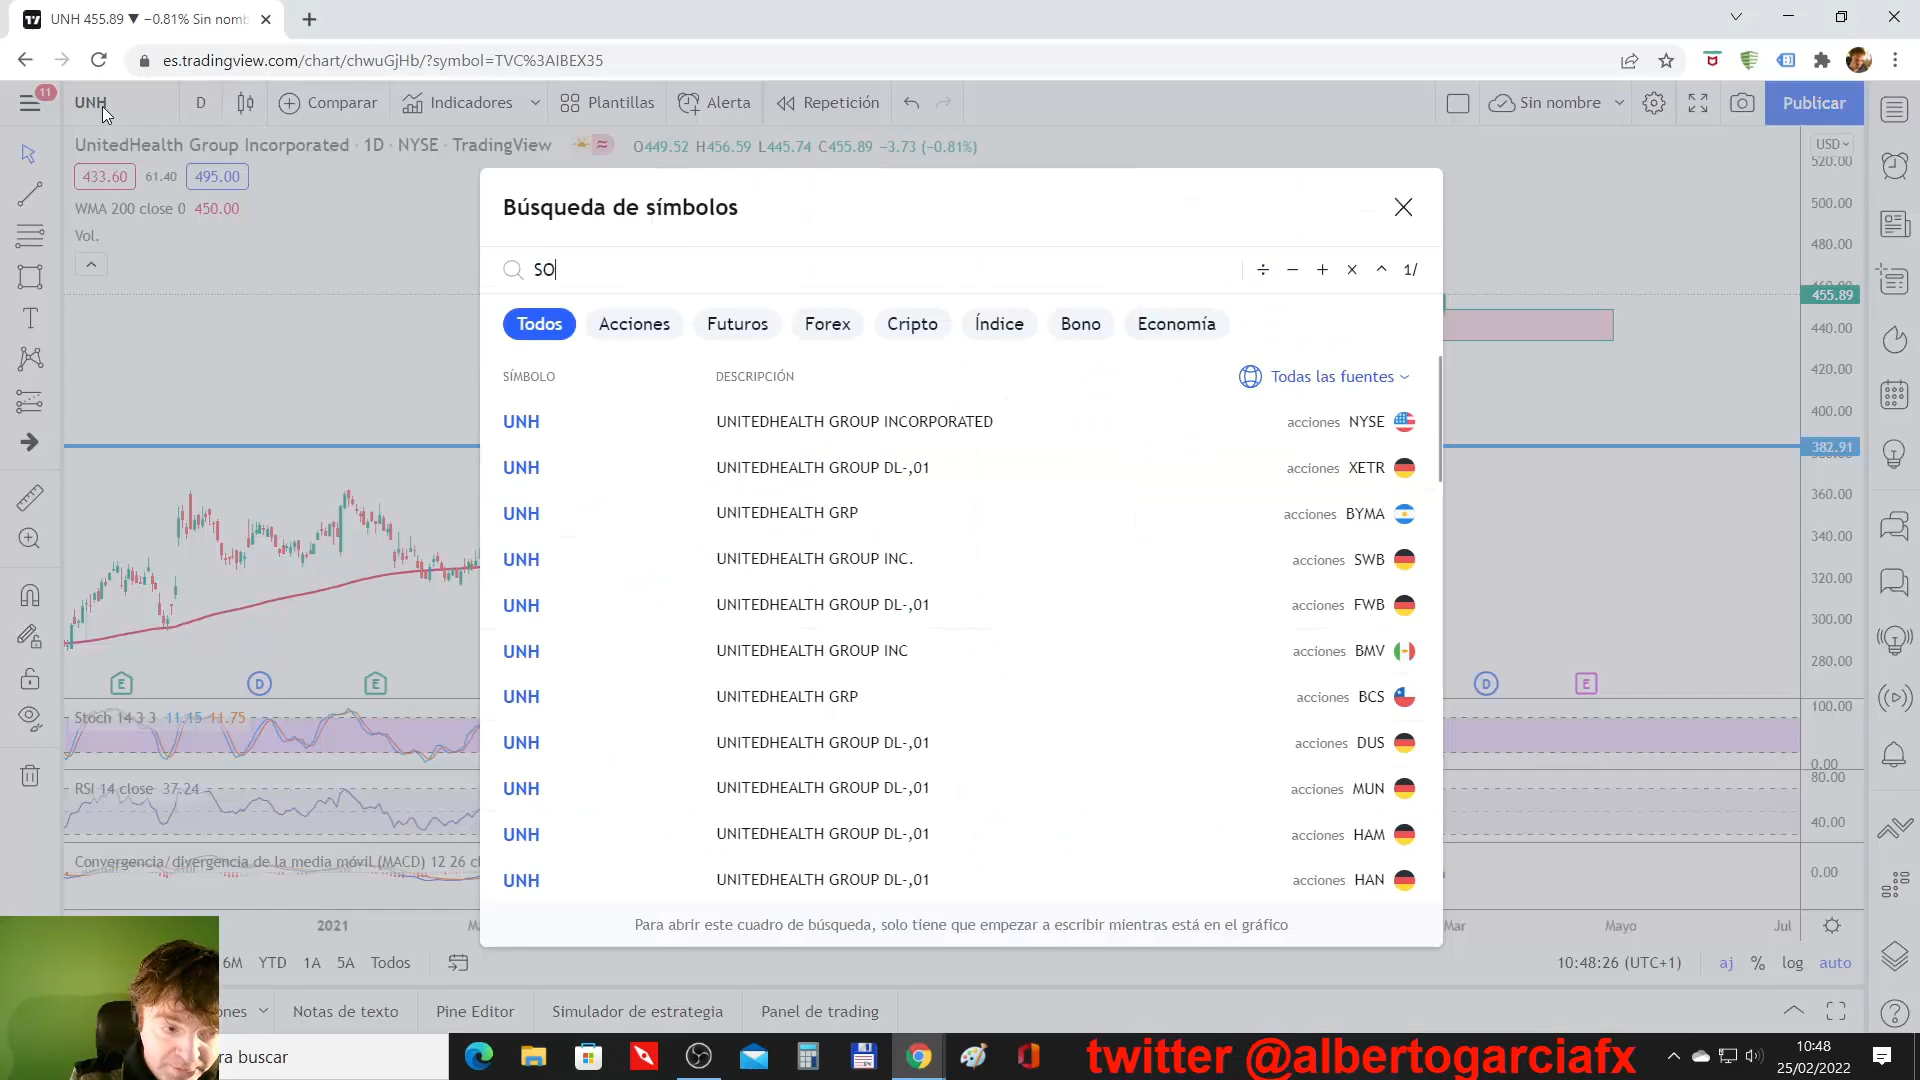 UNH 455.89 ▼ −0.81% Sin nomb
es.tradingview.com/chart/chwuGjHb/?symbol=TVC%3AIBEX35
11
UNH
D
Comparar
Indicadores
Plantillas
Alerta
Repetición
Sin nombre
Publicar
UnitedHealth Group Incorporated · 1D · NYSE · TradingView
O449.52 H456.59 L445.74 C455.89 −3.73 (−0.81%)
USD
433.60 61.40 495.00
WMA 200 close 0 450.00
Vol.
Búsqueda de símbolos
SO
÷ − + × ^ 1/
Todos
Acciones
Futuros
Forex
Cripto
Índice
Bono
Economía
SÍMBOLO DESCRIPCIÓN Todas las fuentes
UNH UNITEDHEALTH GROUP INCORPORATED acciones NYSE
UNH UNITEDHEALTH GROUP DL-,01 acciones XETR
UNH UNITEDHEALTH GRP acciones BYMA
UNH UNITEDHEALTH GROUP INC. acciones SWB
UNH UNITEDHEALTH GROUP DL-,01 acciones FWB
UNH UNITEDHEALTH GROUP INC acciones BMV
UNH UNITEDHEALTH GRP acciones BCS
UNH UNITEDHEALTH GROUP DL-,01 acciones DUS
UNH UNITEDHEALTH GROUP DL-,01 acciones MUN
UNH UNITEDHEALTH GROUP DL-,01 acciones HAM
UNH UNITEDHEALTH GROUP DL-,01 acciones HAN
Para abrir este cuadro de búsqueda, solo tiene que empezar a escribir mientras está en el gráfico
520.00
500.00
480.00
455.89
440.00
420.00
400.00
382.91
360.00
340.00
320.00
300.00
280.00
100.00
0.00
80.00
40.00
0.00
E
D
E
D
E
Stoch 14 3 3 11.15 11.75
RSI 14 close 37.24
Convergencia/divergencia de la media móvil (MACD) 12 26 cl
2021
Mar
Mayo
Jul
6M YTD 1A 5A Todos
10:48:26 (UTC+1)
aj % log auto
ones
Notas de texto
Pine Editor
Simulador de estrategia
Panel de trading
ra buscar
twitter @albertogarciafx
10:48
25/02/2022